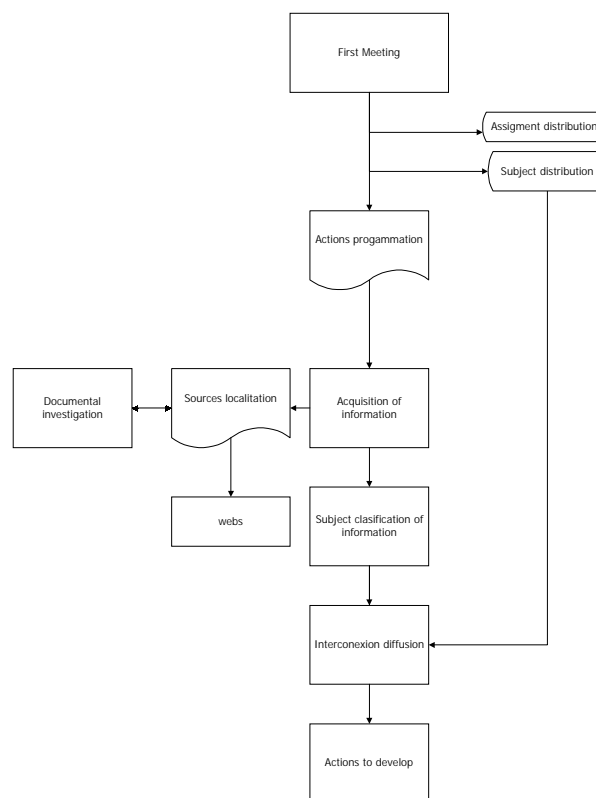 First Meeting
Assigment distribution
Subject distribution
Actions progammation
Documental
investigation
Sources localitation
Acquisition of
information
webs
Subject clasification of
information
Interconexion diffusion
Actions to develop